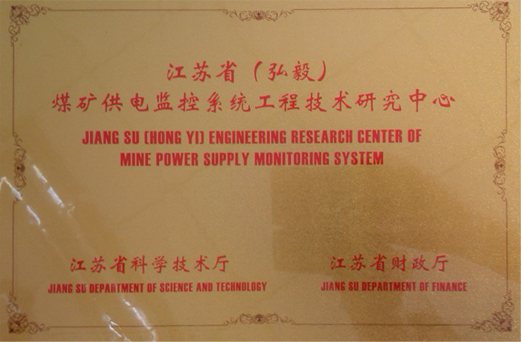 江苏省（弘毅）
煤矿供电监控系统工程技术研究中心
JIANG SU (HONG YI) ENGINEERING RESEARCH CENTER OF
MINE POWER SUPPLY MONITORING SYSTEM
江苏省科学技术厅
江苏省财政厅
JIANG SU DEPARTMENT OF SCIENCE AND TECHNOLOGY
JIANG SU DEPARTMENT OF FINANCE